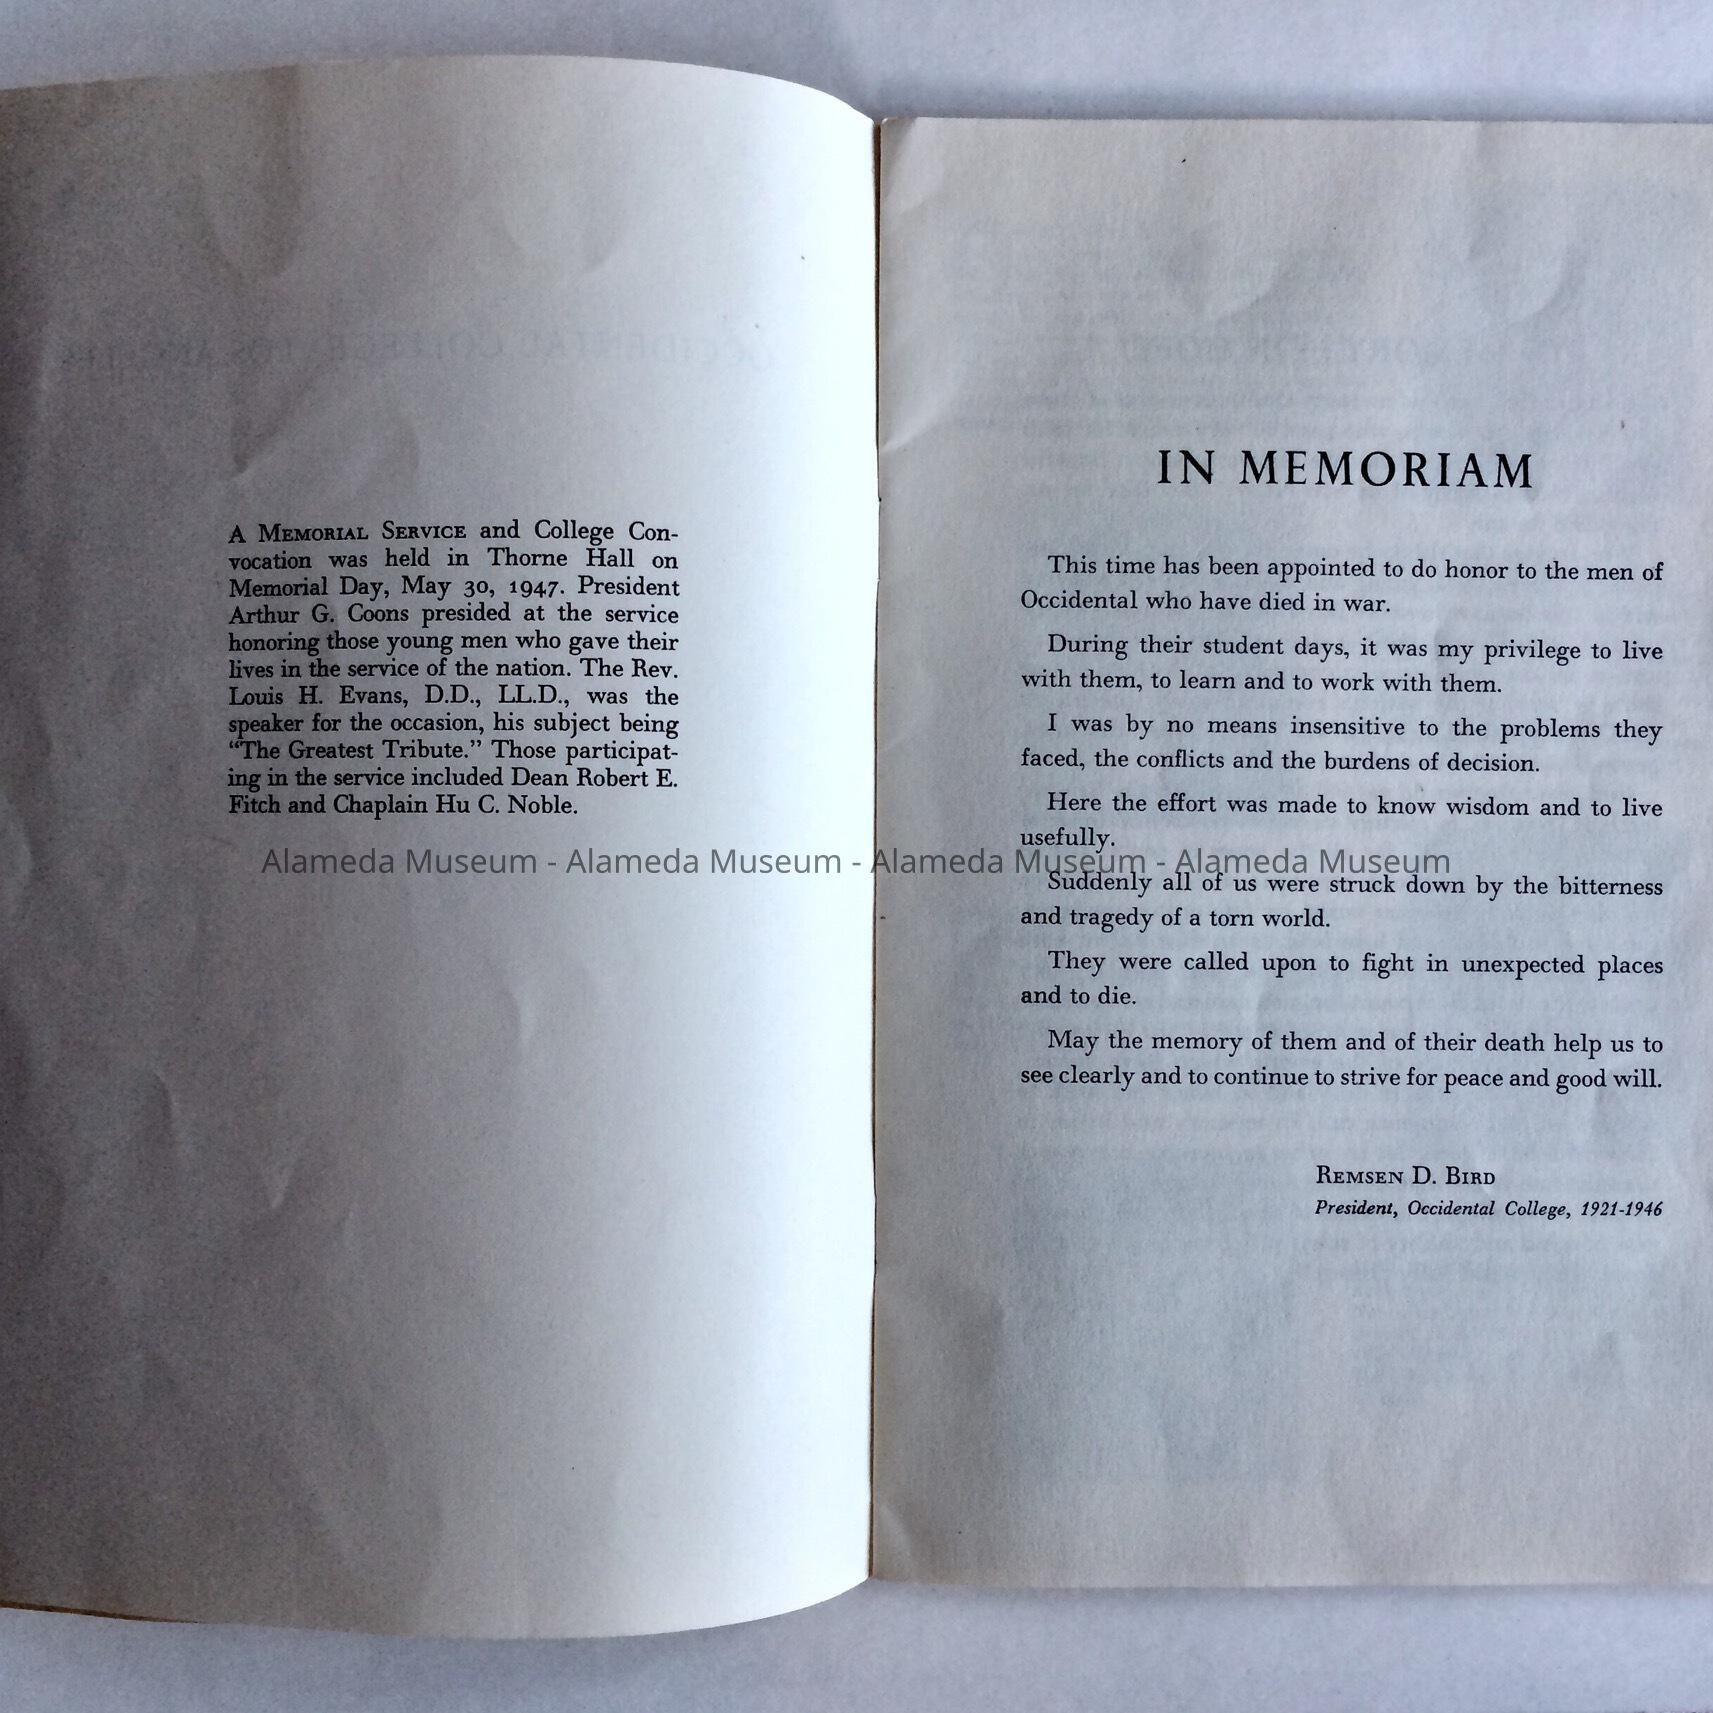 A MEMORIAL SERVICE and College Con-
vocation was held in Thorne Hall on
Memorial Day, May 30, 1947. President
Arthur G. Coons presided at the service
honoring those young men who gave their
lives in the service of the nation. The Rev.
Louis H. Evans, D.D., LL.D., was the
speaker for the occasion, his subject being
“The Greatest Tribute.” Those participat-
ing in the service included Dean Robert E.
Fitch and Chaplain Hu C. Noble.
IN MEMORIAM
This time has been appointed to do honor to the men of
Occidental who have died in war.
During their student days, it was my privilege to live
with them, to learn and to work with them.
I was by no means insensitive to the problems they
faced, the conflicts and the burdens of decision.
Here the effort was made to know wisdom and to live
usefully.
Suddenly all of us were struck down by the bitterness
and tragedy of a torn world.
They were called upon to fight in unexpected places
and to die.
May the memory of them and of their death help us to
see clearly and to continue to strive for peace and good will.
REMSEN D. BIRD
President, Occidental College, 1921-1946
Alameda Museum - Alameda Museum - Alameda Museum - Alameda Museum